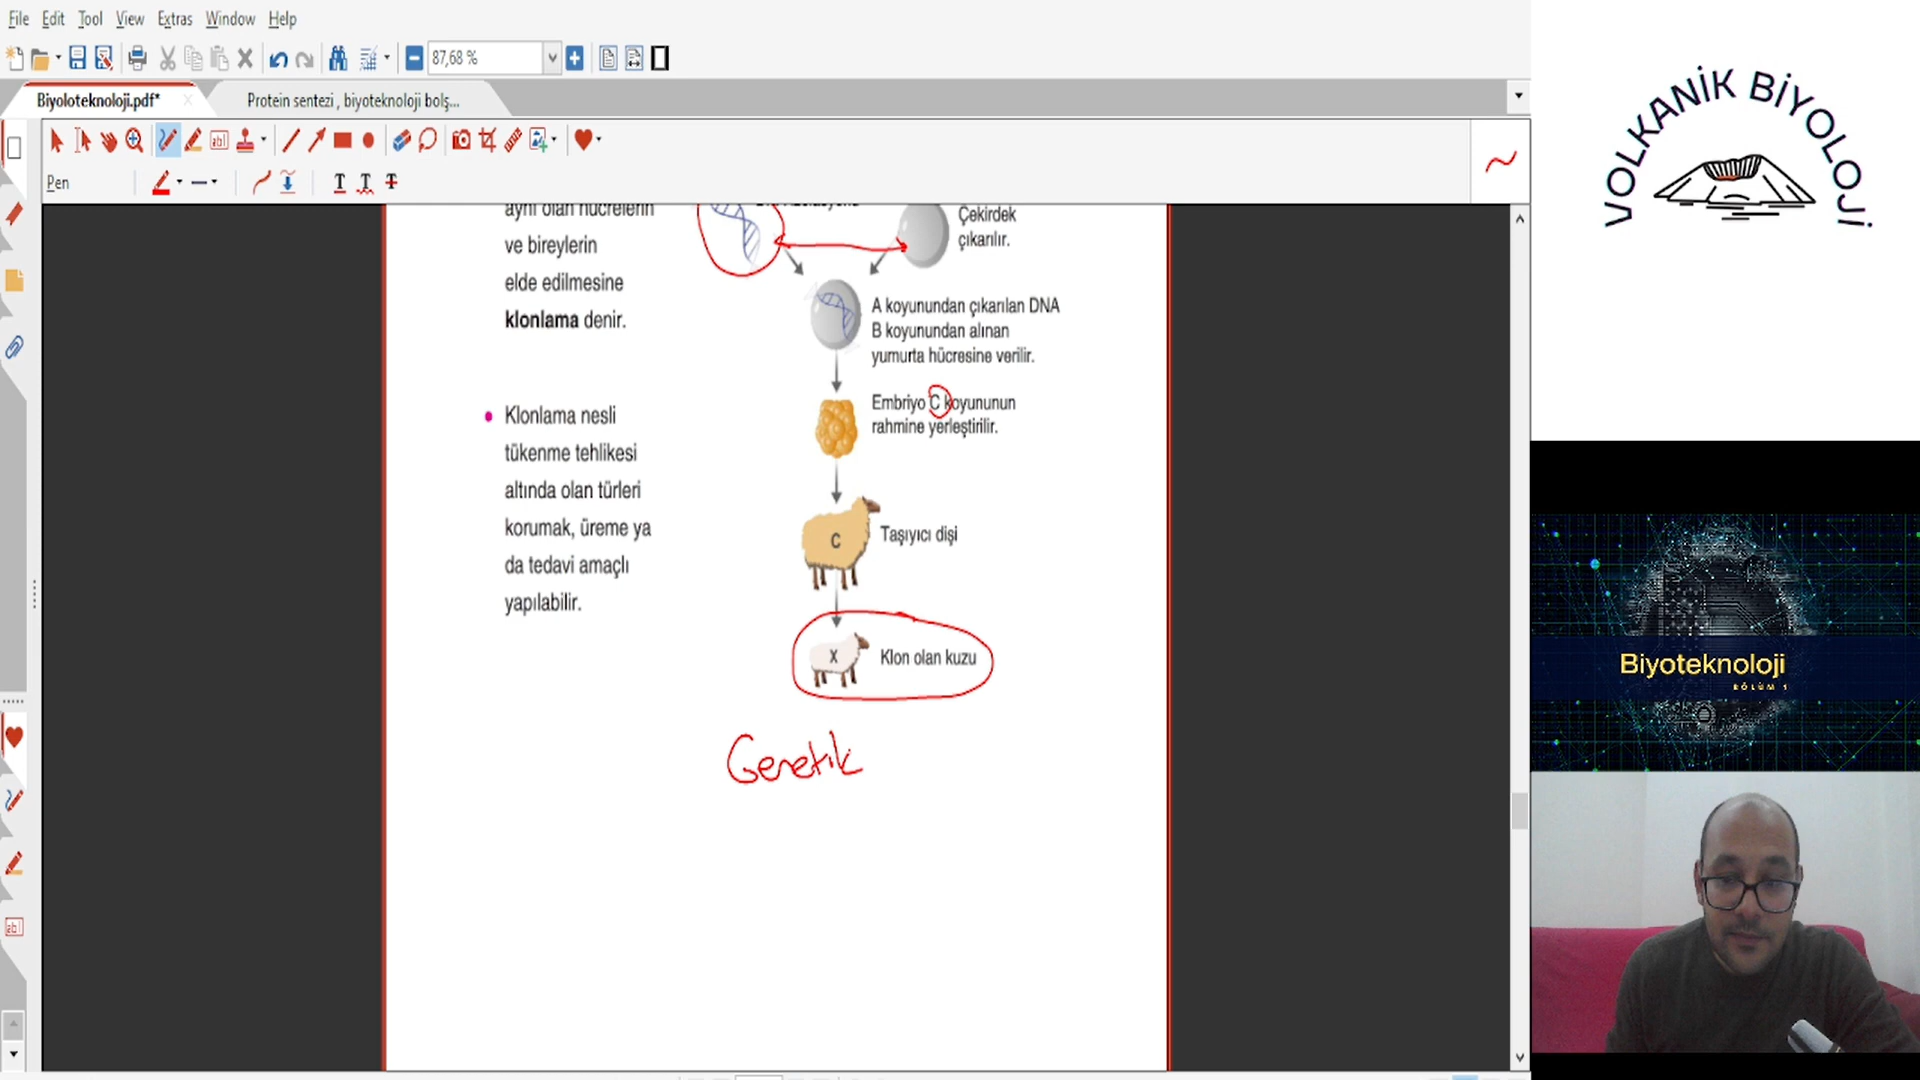 File Edit Tool View Extras Window Help
87,68 %
Biyoloteknoloji.pdf*
Protein sentezi , biyoteknoloji bolş...
Pen
aynı olan hücrelerin
ve bireylerin
elde edilmesine
klonlama denir.
Çekirdek
çıkarılır.
A koyunundan çıkarılan DNA
B koyunundan alınan
yumurta hücresine verilir.
Embriyo C koyununun
rahmine yerleştirilir.
• Klonlama nesli
tükenme tehlikesi
altında olan türleri
korumak, üreme ya
da tedavi amaçlı
yapılabilir.
C
Taşıyıcı dişi
X
Klon olan kuzu
Genetik
VOLKANİK BİYOLOJİ
Biyoteknoloji
BÖLÜM 1